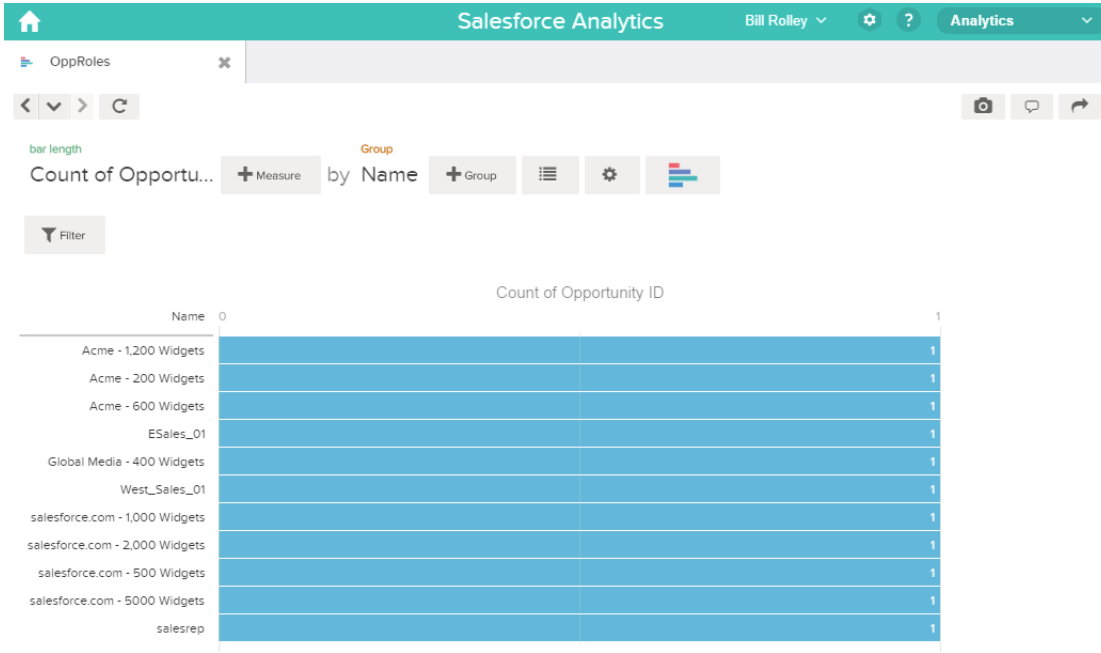 Salesforce Analytics Bill Rolley ? Analytics
OppRoles
bar length Group
Count of Opportu... + Measure by Name + Group
Filter
Count of Opportunity ID
Name 0 1
Acme - 1,200 Widgets 1
Acme - 200 Widgets 1
Acme - 600 Widgets 1
ESales_01 1
Global Media - 400 Widgets 1
West_Sales_01 1
salesforce.com - 1,000 Widgets 1
salesforce.com - 2,000 Widgets 1
salesforce.com - 500 Widgets 1
salesforce.com - 5000 Widgets 1
salesrep 1